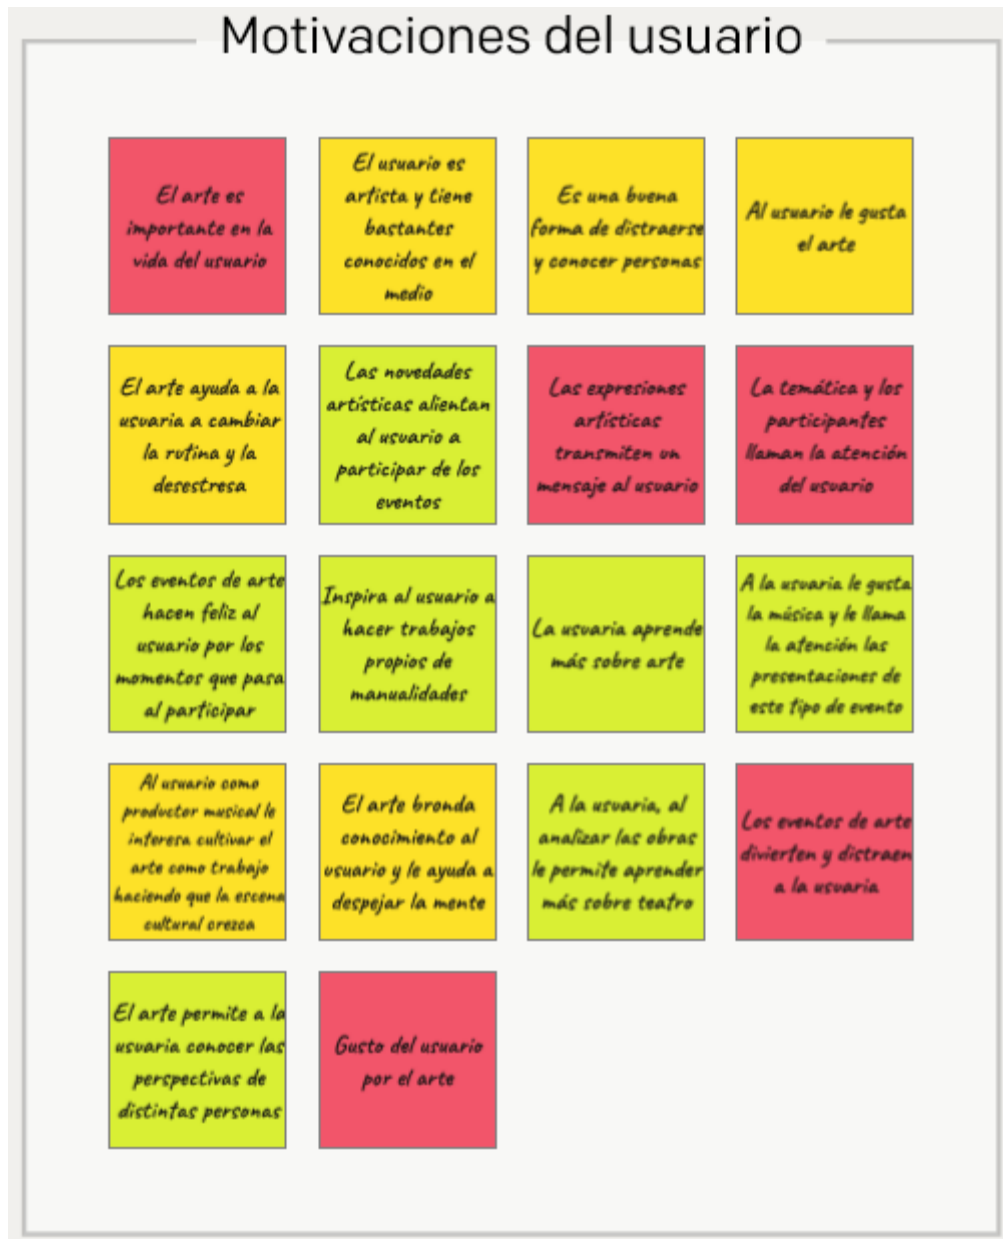 Motivaciones del usuario
El arte es
importante en la
vida del usuario
El usuario es
artista y tiene
bastantes
conocidos en el
medio
Es una buena
forma de distraerse
y conocer personas
Al usuario le gusta
el arte
El arte ayuda a la
usuaria a cambiar
la rutina y la
desestresa
Las novedades
artísticas alientan
al usuario a
participar de los
eventos
Las expresiones
artísticas
transmiten un
mensaje al usuario
La temática y los
participantes
llaman la atención
del usuario
Los eventos de arte
hacen feliz al
usuario por los
momentos que pasa
al participar
Inspira al usuario a
hacer trabajos
propios de
manualidades
La usuaria aprende
más sobre arte
A la usuaria le gusta
la música y le llama
la atención las
presentaciones de
este tipo de evento
Al usuario como
productor musical le
interesa cultivar el
arte como trabajo
haciendo que la escena
cultural crezca
El arte bronda
conocimiento al
usuario y le ayuda a
despejar la mente
A la usuaria, al
analizar las obras
le permite aprender
más sobre teatro
Los eventos de arte
divierten y distraen
a la usuaria
El arte permite a la
usuaria conocer las
perspectivas de
distintas personas
Gusto del usuario
por el arte